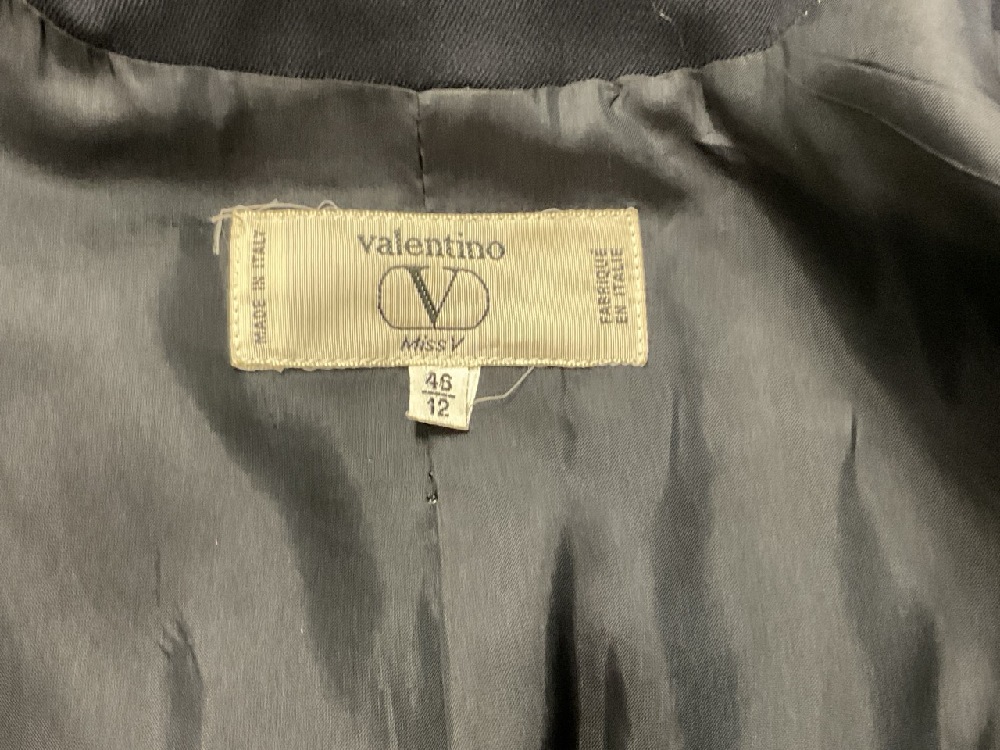 MADE IN ITALY
valentino
V
Miss V
FABRIQUÉ
EN ITALIE
46
12